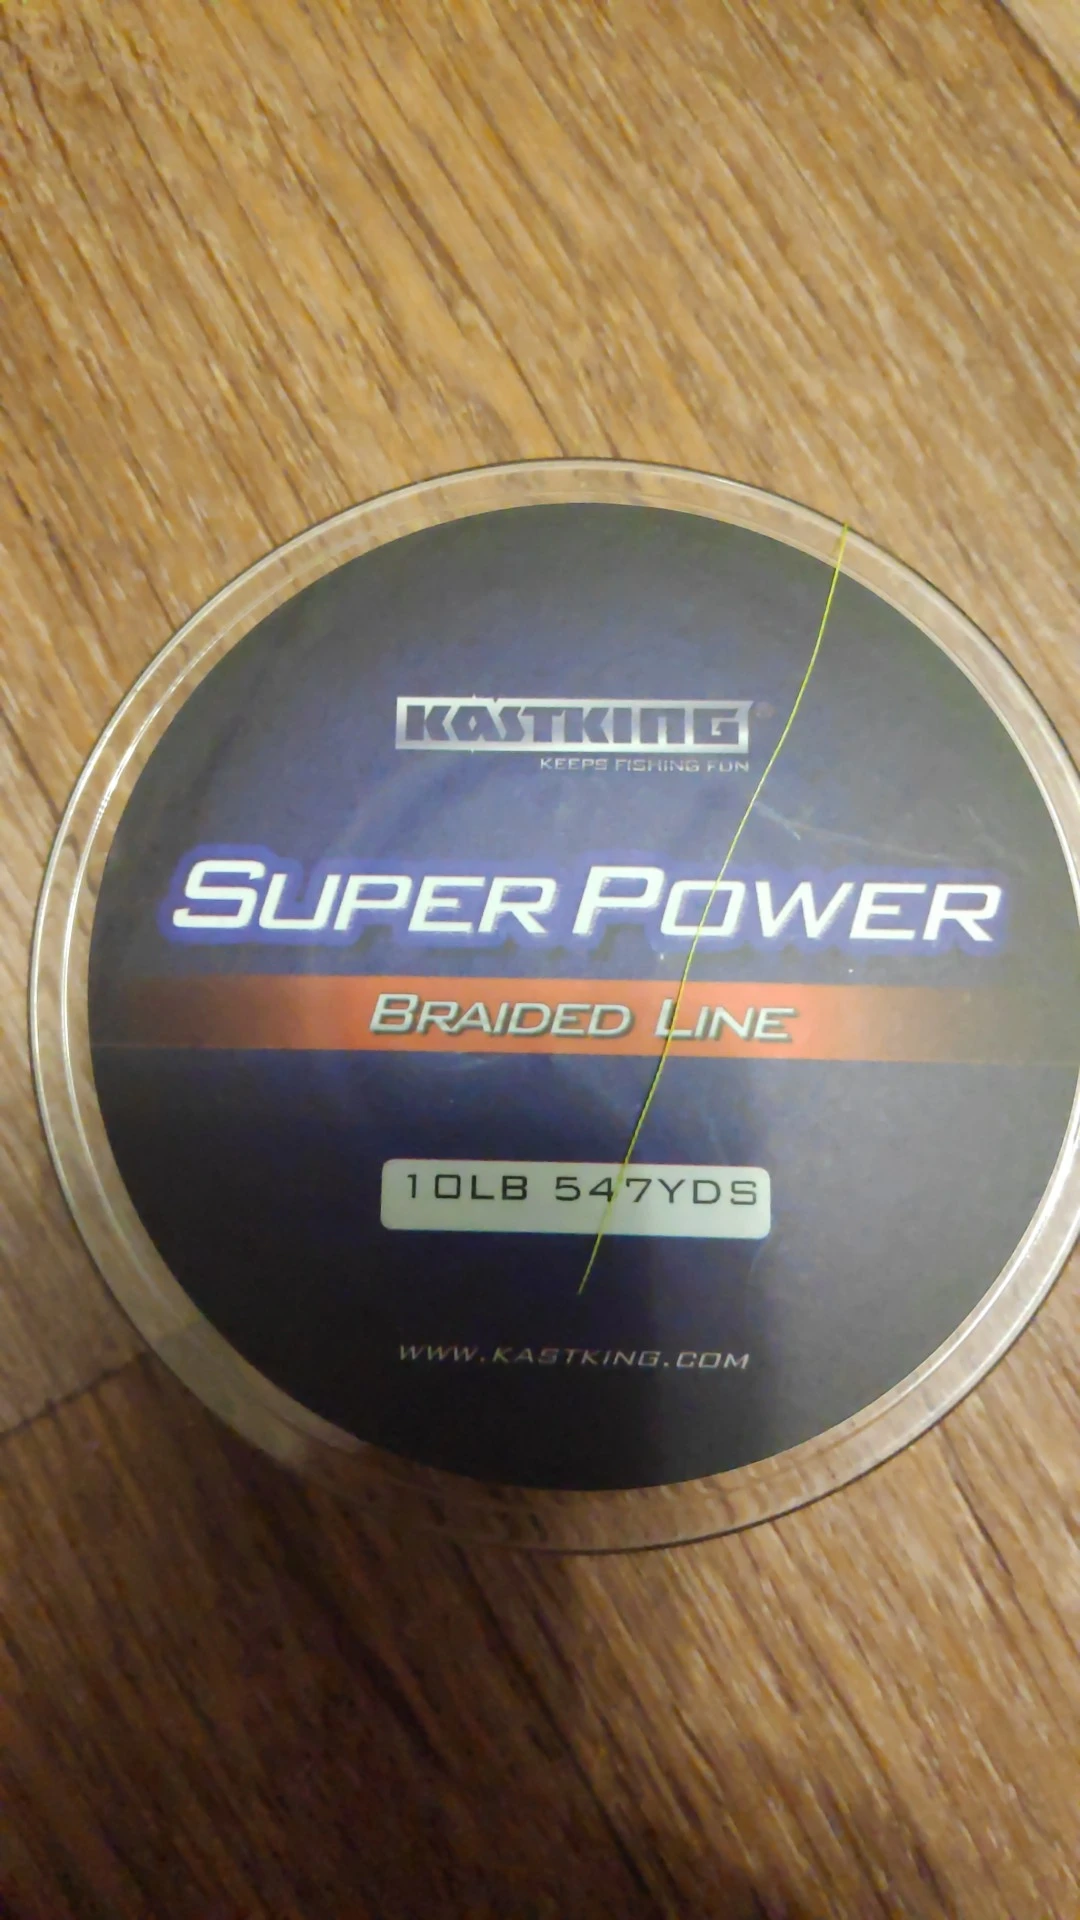 KASTKING®
KEEPS FISHING FUN
SUPER POWER
BRAIDED LINE
10LB 547YDS
WWW.KASTKING.COM